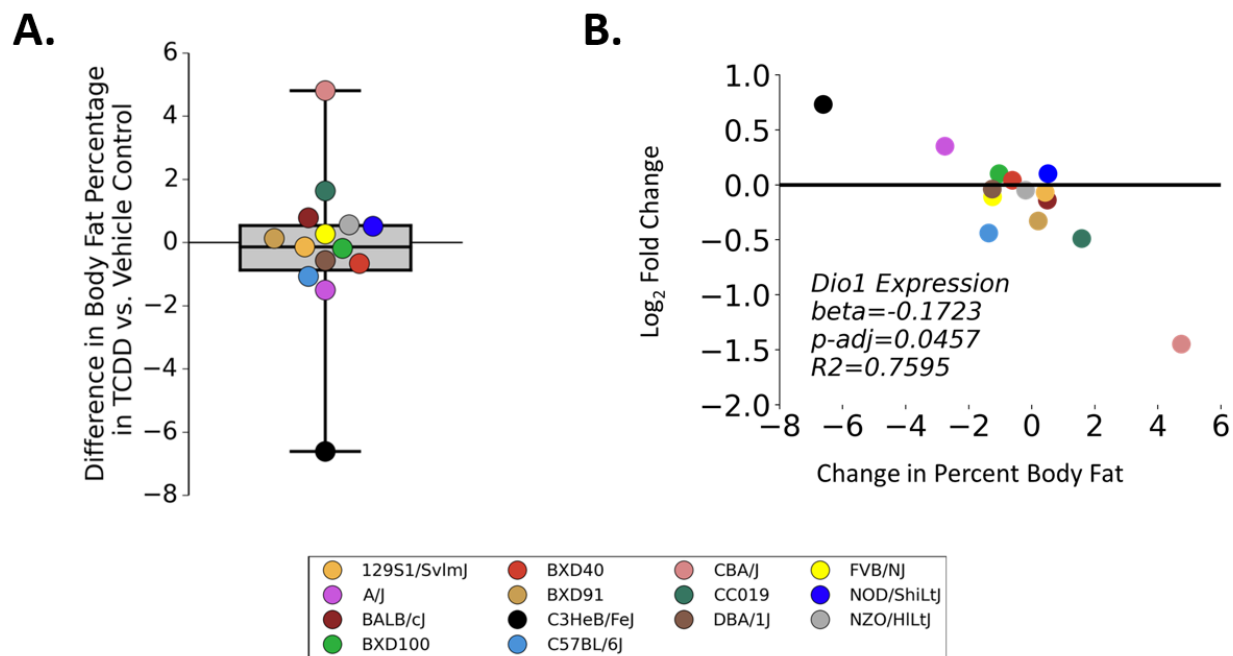 A.
Difference in Body Fat Percentage
in TCDD vs. Vehicle Control
6
4
2
0
−2
−4
−6
−8
B.
Log2 Fold Change
1.0
0.5
0.0
−0.5
−1.0
−1.5
−2.0
Dio1 Expression
beta=-0.1723
p-adj=0.0457
R2=0.7595
−8 −6 −4 −2 0 2 4 6
Change in Percent Body Fat
129S1/SvlmJ BXD40 CBA/J FVB/NJ
A/J BXD91 CC019 NOD/ShiLtJ
BALB/cJ C3HeB/FeJ DBA/1J NZO/HlLtJ
BXD100 C57BL/6J